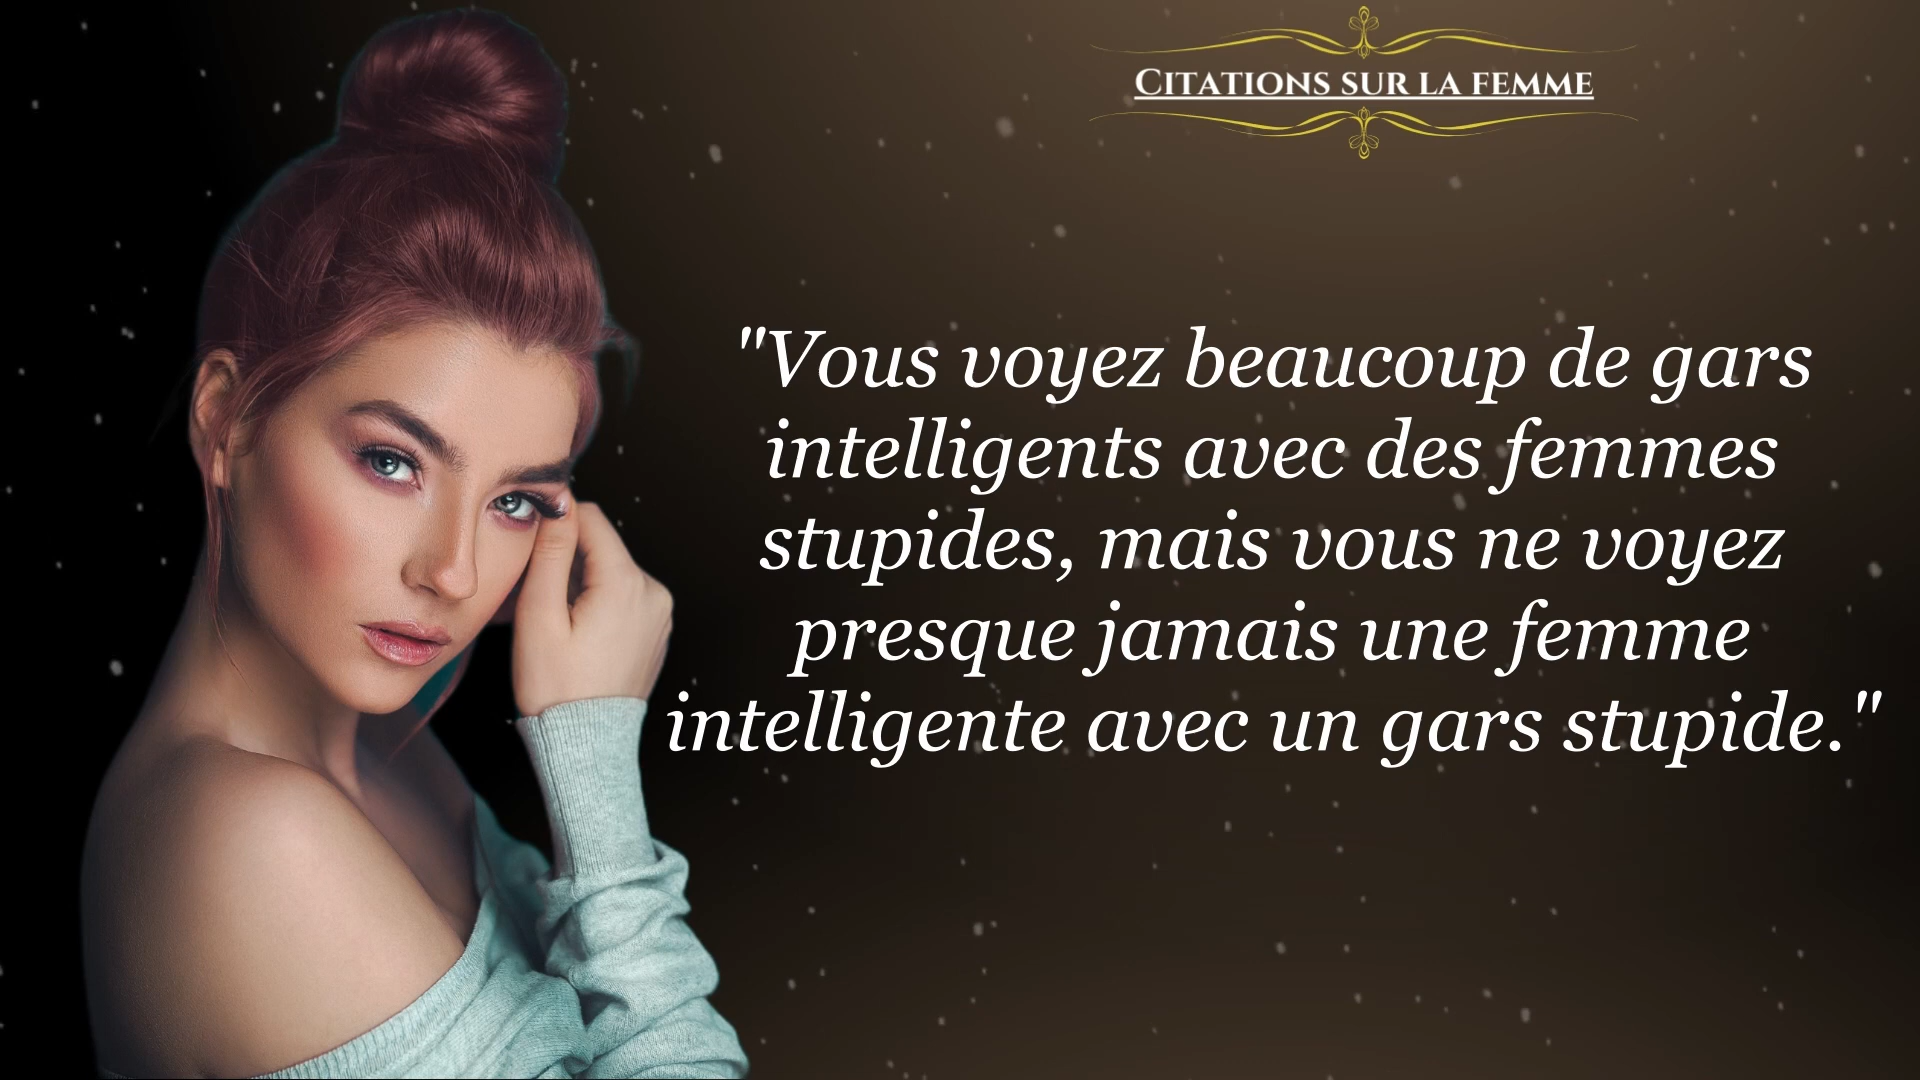 Citations sur la femme
"Vous voyez beaucoup de gars
intelligents avec des femmes
stupides, mais vous ne voyez
presque jamais une femme
intelligente avec un gars stupide."